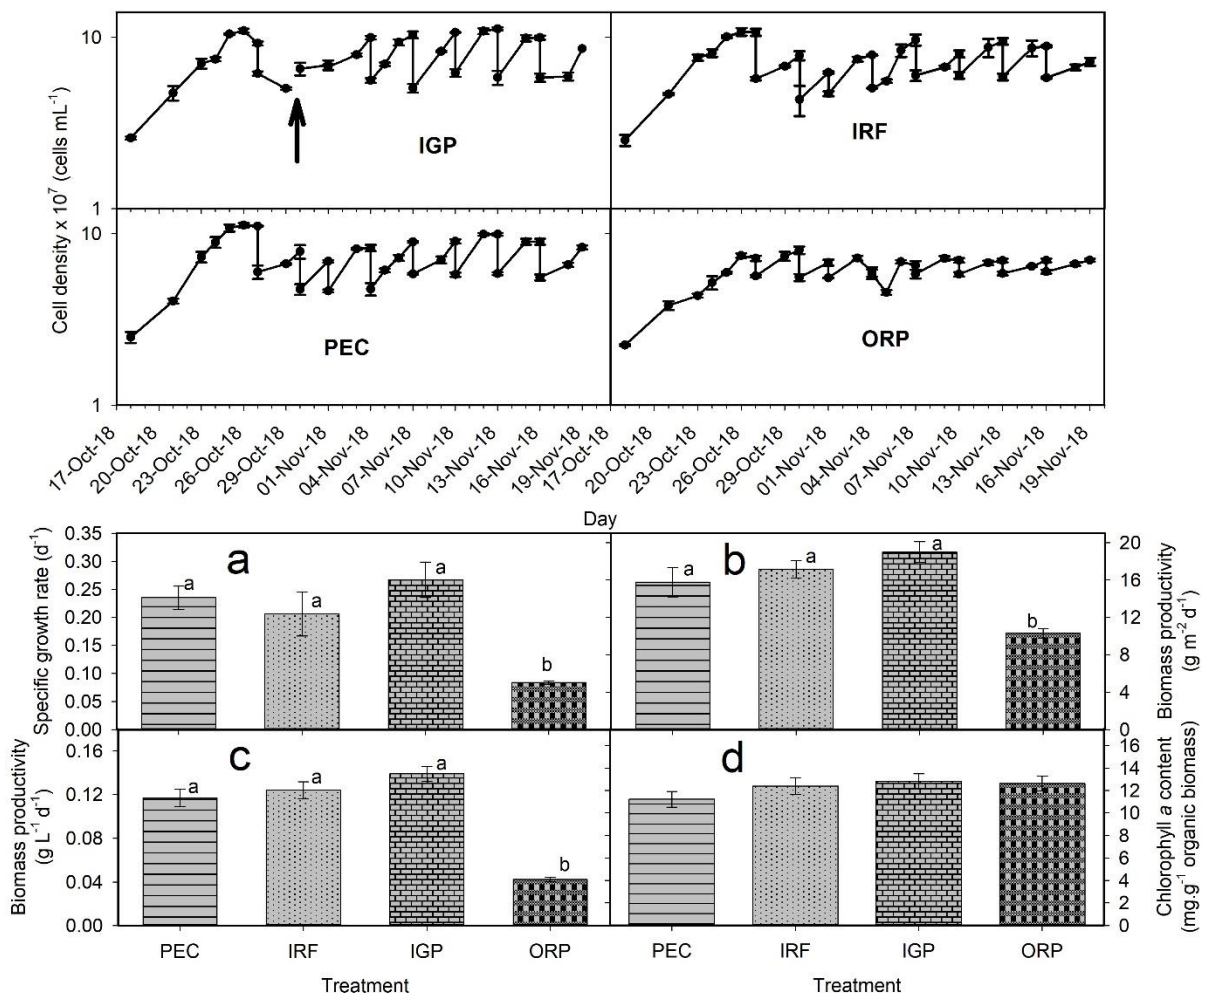 Cell density x 10⁷ (cells mL⁻¹)
10
1
IGP
IRF
10
1
PEC
ORP
17-Oct-18
20-Oct-18
23-Oct-18
26-Oct-18
29-Oct-18
01-Nov-18
04-Nov-18
07-Nov-18
10-Nov-18
13-Nov-18
16-Nov-18
19-Nov-18
17-Oct-18
20-Oct-18
23-Oct-18
26-Oct-18
29-Oct-18
01-Nov-18
04-Nov-18
07-Nov-18
10-Nov-18
13-Nov-18
16-Nov-18
19-Nov-18
Day
Specific growth rate (d⁻¹)
0.35
0.30
0.25
0.20
0.15
0.10
0.05
0.00
a
a
a
a
b
b
a
a
a
b
20
16
12
8
4
0
Biomass productivity
(g m⁻² d⁻¹)
Biomass productivity
(g L⁻¹ d⁻¹)
0.16
0.12
0.08
0.04
0.00
c
a
a
a
b
d
16
14
12
10
8
6
4
2
0
Chlorophyll a content
(mg.g⁻¹ organic biomass)
PEC IRF IGP ORP
PEC IRF IGP ORP
Treatment
Treatment